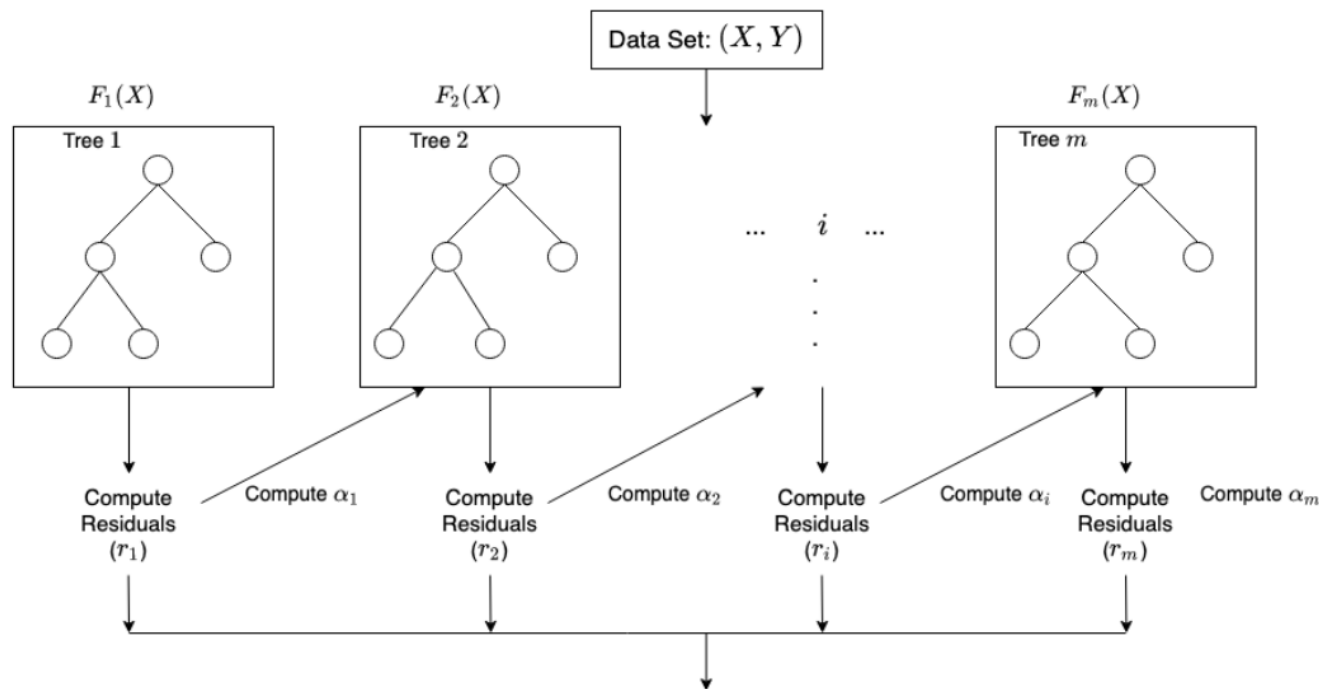 Data Set: (X, Y)
F₁(X)
F₂(X)
Fₘ(X)
Tree 1
Tree 2
Tree m
... i ...
.
.
.
Compute
Residuals
(r₁)
Compute α₁
Compute
Residuals
(r₂)
Compute α₂
Compute
Residuals
(rᵢ)
Compute αᵢ
Compute
Residuals
(rₘ)
Compute αₘ